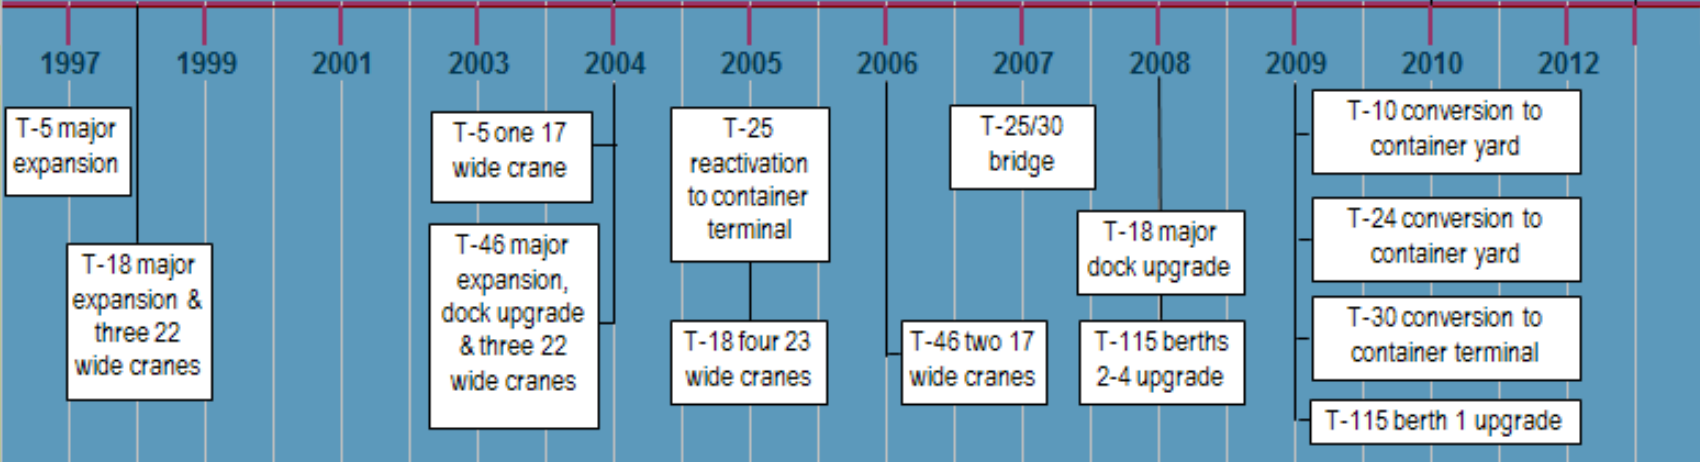 1997 1999 2001 2003 2004 2005 2006 2007 2008 2009 2010 2012
T-5 major
expansion
T-18 major
expansion &
three 22
wide cranes
T-5 one 17
wide crane
T-46 major
expansion,
dock upgrade
& three 22
wide cranes
T-25
reactivation
to container
terminal
T-18 four 23
wide cranes
T-46 two 17
wide cranes
T-25/30
bridge
T-18 major
dock upgrade
T-115 berths
2-4 upgrade
T-10 conversion to
container yard
T-24 conversion to
container yard
T-30 conversion to
container terminal
T-115 berth 1 upgrade